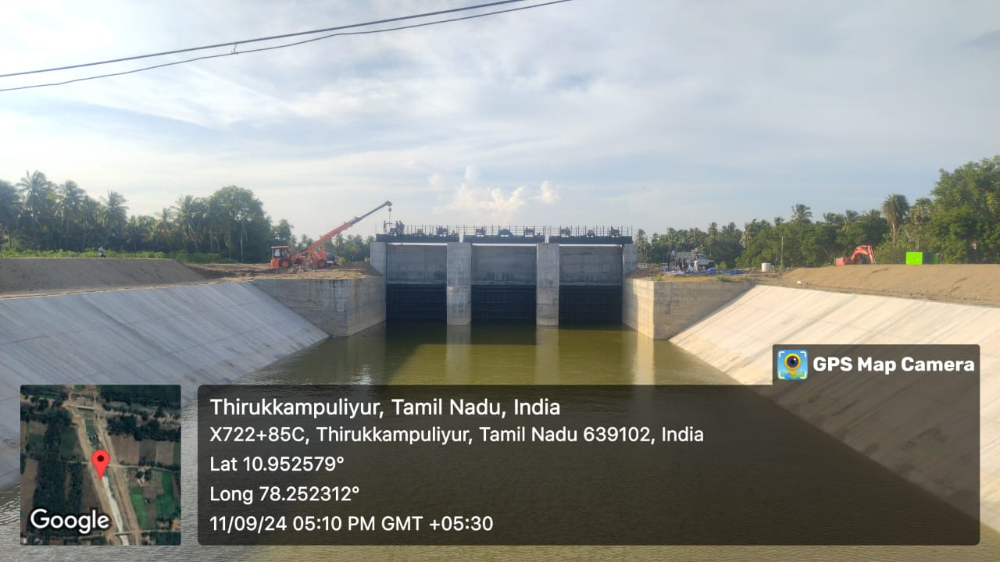 GPS Map Camera
Thirukkampuliyur, Tamil Nadu, India
X722+85C, Thirukkampuliyur, Tamil Nadu 639102, India
Lat 10.952579°
Long 78.252312°
11/09/24 05:10 PM GMT +05:30
Google